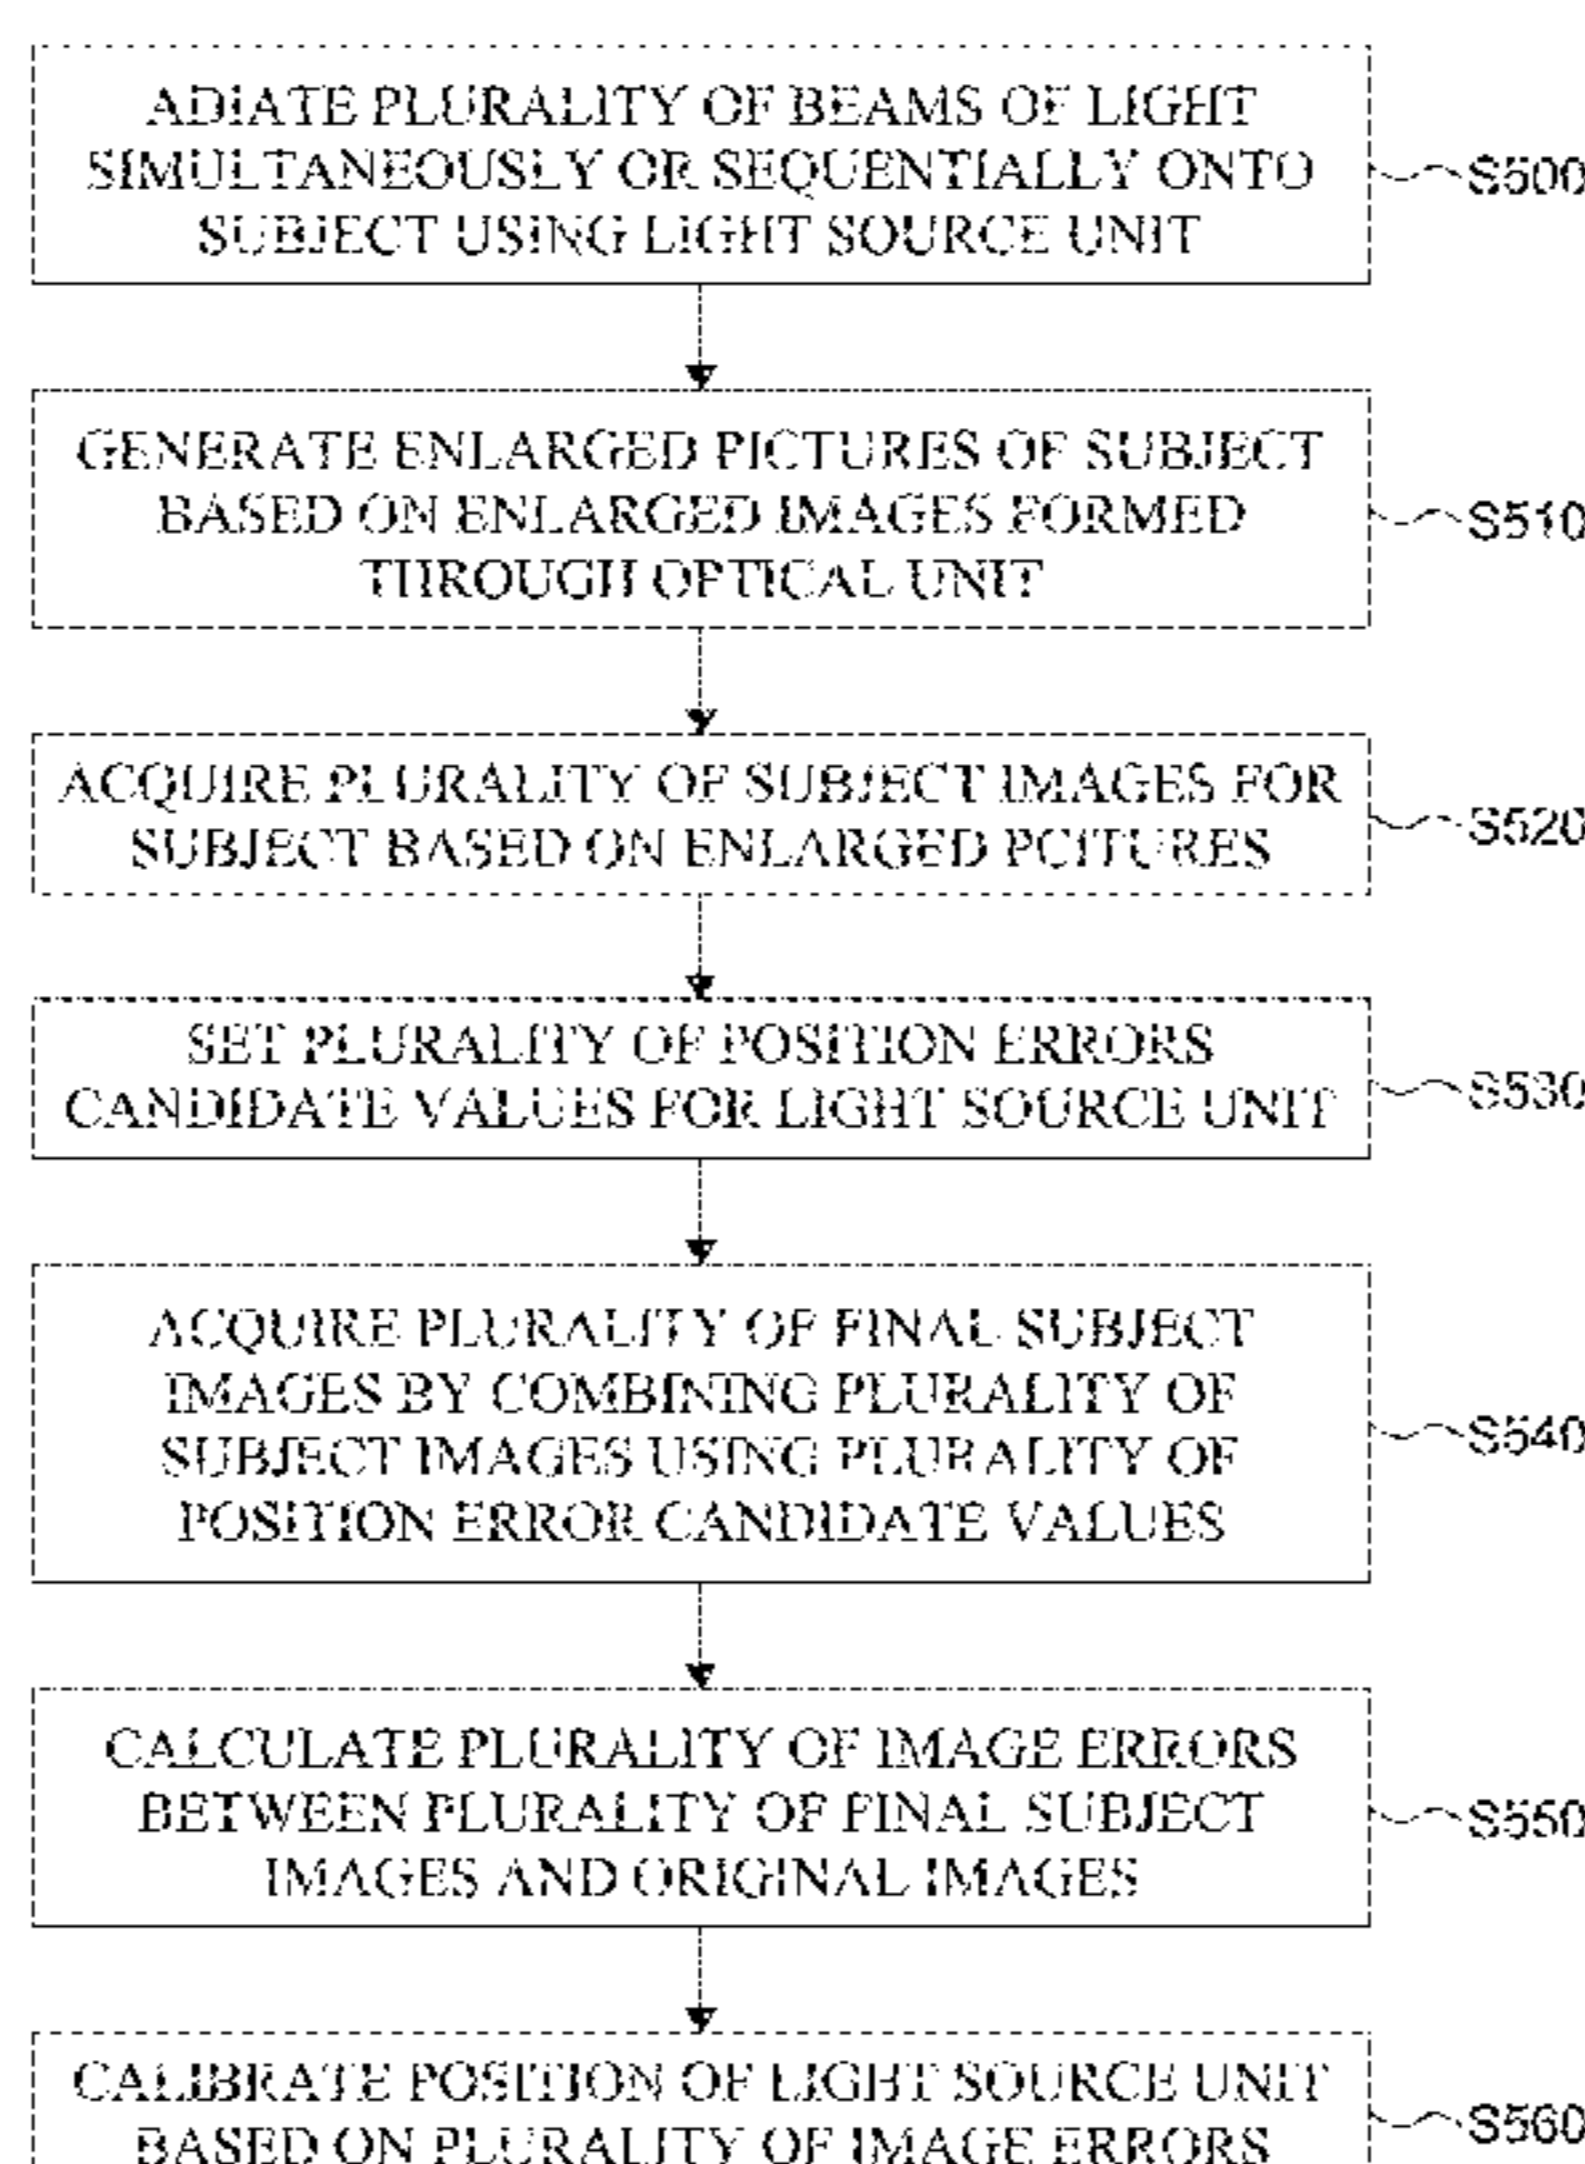 ADIATE PLURALITY OF BEAMS OF LIGHT
SIMULTANEOUSLY OR SEQUENTIALLY ONTO
SUBJECT USING LIGHT SOURCE UNIT
S500
GENERATE ENLARGED PICTURES OF SUBJECT
BASED ON ENLARGED IMAGES FORMED
THROUGH OPTICAL UNIT
S510
ACQUIRE PLURALITY OF SUBJECT IMAGES FOR
SUBJECT BASED ON ENLARGED PCITURES
S520
SET PLURALITY OF POSITION ERRORS
CANDIDATE VALUES FOR LIGHT SOURCE UNIT
S530
ACQUIRE PLURALITY OF FINAL SUBJECT
IMAGES BY COMBINING PLURALITY OF
SUBJECT IMAGES USING PLURALITY OF
POSITION ERROR CANDIDATE VALUES
S540
CALCULATE PLURALITY OF IMAGE ERRORS
BETWEEN PLURALITY OF FINAL SUBJECT
IMAGES AND ORIGINAL IMAGES
S550
CALIBRATE POSITION OF LIGHT SOURCE UNIT
BASED ON PLURALITY OF IMAGE ERRORS
S560